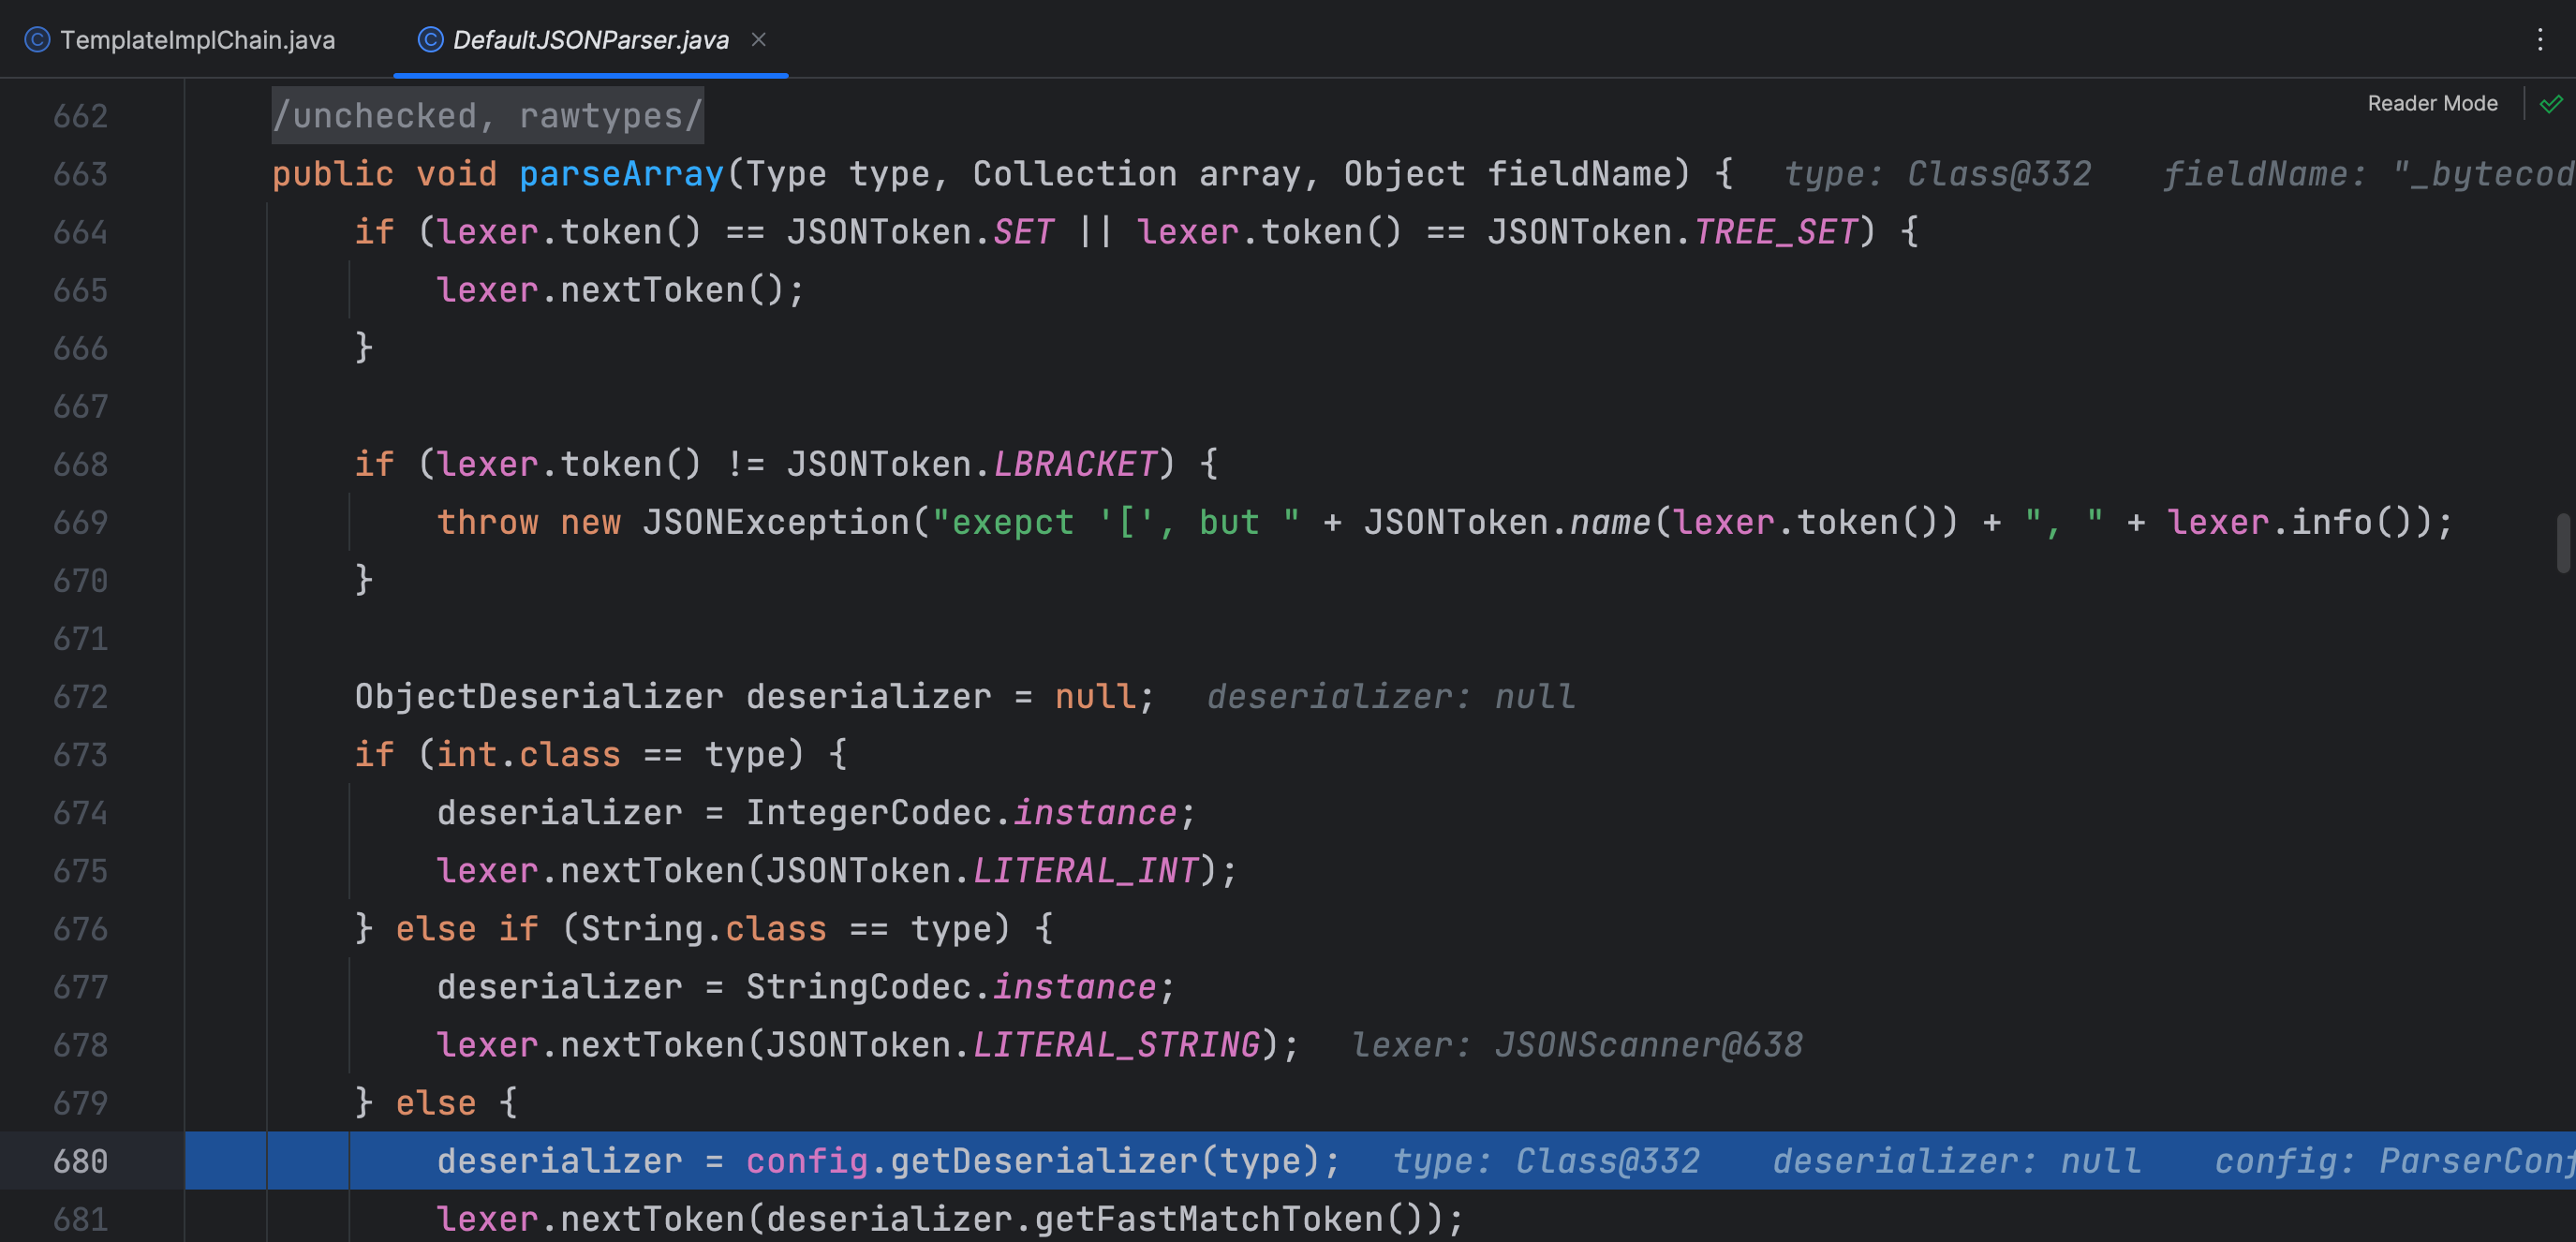 TemplateImplChain.java DefaultJSONParser.java
Reader Mode
662 /unchecked, rawtypes/
663 public void parseArray(Type type, Collection array, Object fieldName) { type: Class@332 fieldName: "_bytecod
664 if (lexer.token() == JSONToken.SET || lexer.token() == JSONToken.TREE_SET) {
665 lexer.nextToken();
666 }
667
668 if (lexer.token() != JSONToken.LBRACKET) {
669 throw new JSONException("exepct '[', but " + JSONToken.name(lexer.token()) + ", " + lexer.info());
670 }
671
672 ObjectDeserializer deserializer = null; deserializer: null
673 if (int.class == type) {
674 deserializer = IntegerCodec.instance;
675 lexer.nextToken(JSONToken.LITERAL_INT);
676 } else if (String.class == type) {
677 deserializer = StringCodec.instance;
678 lexer.nextToken(JSONToken.LITERAL_STRING); lexer: JSONScanner@638
679 } else {
680 deserializer = config.getDeserializer(type); type: Class@332 deserializer: null config: ParserConf
681 lexer.nextToken(deserializer.getFastMatchToken());